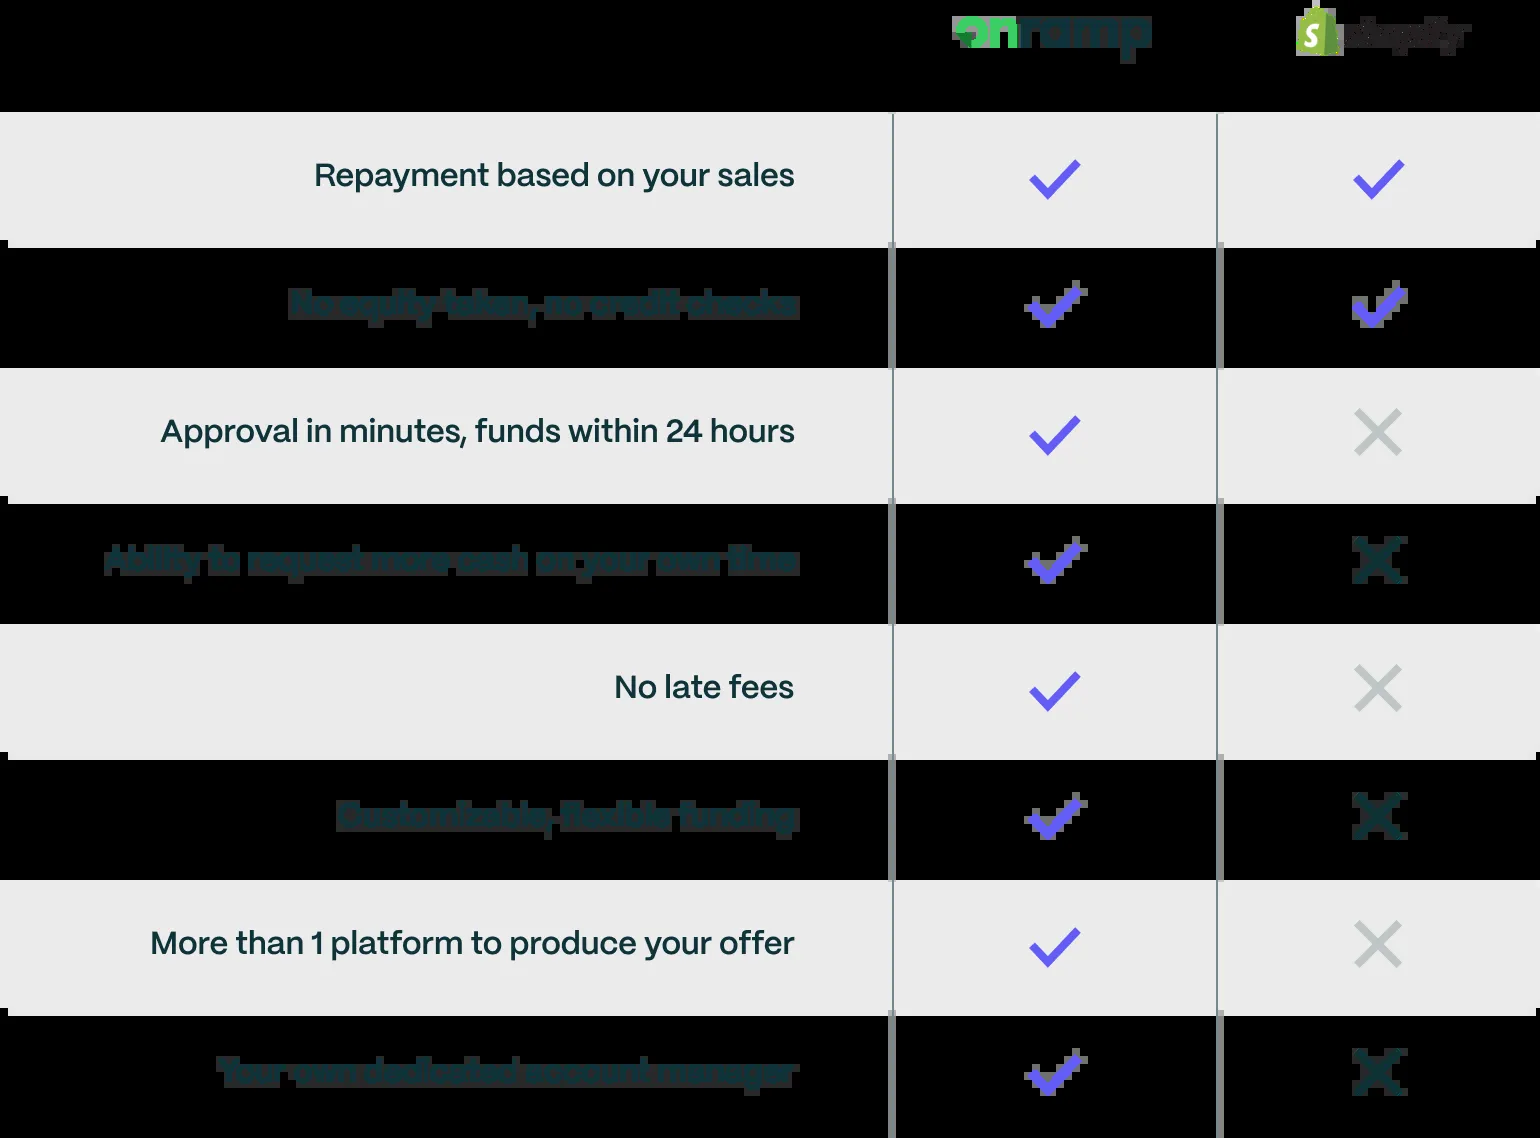 onramp
shopify
Repayment based on your sales
No equity taken, no credit checks
Approval in minutes, funds within 24 hours
Ability to request more cash on your own time
No late fees
Customizable, flexible funding
More than 1 platform to produce your offer
Your own dedicated account manager